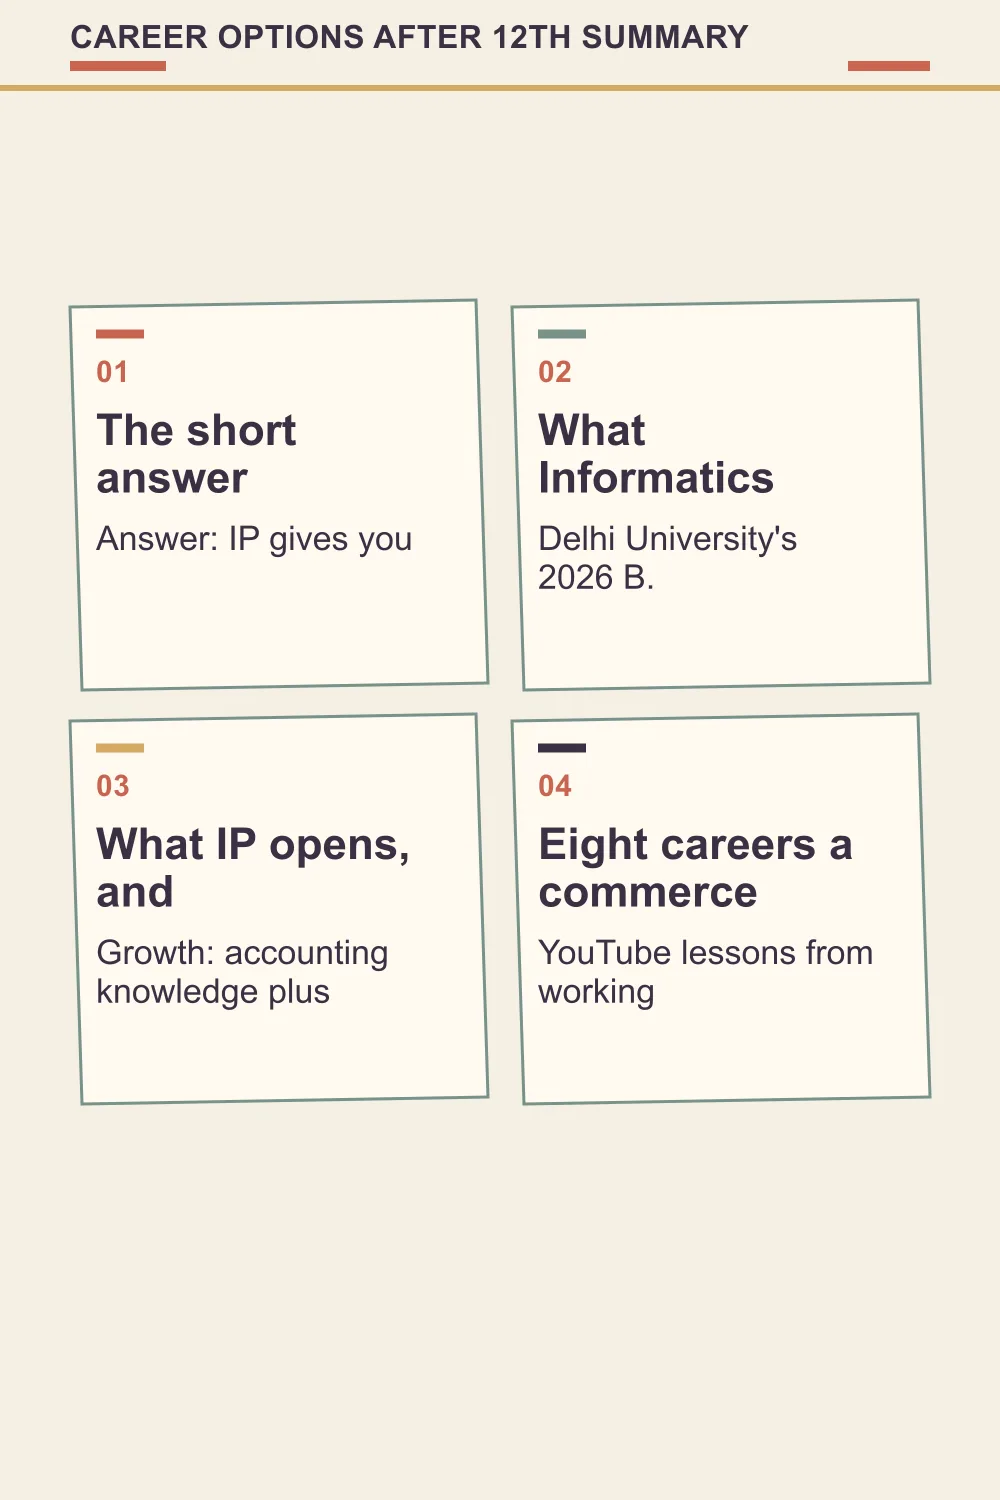 CAREER OPTIONS AFTER 12TH SUMMARY
01
The short
answer
Answer: IP gives you
02
What
Informatics
Delhi University's
2026 B.
03
What IP opens,
and
Growth: accounting
knowledge plus
04
Eight careers a
commerce
YouTube lessons from
working